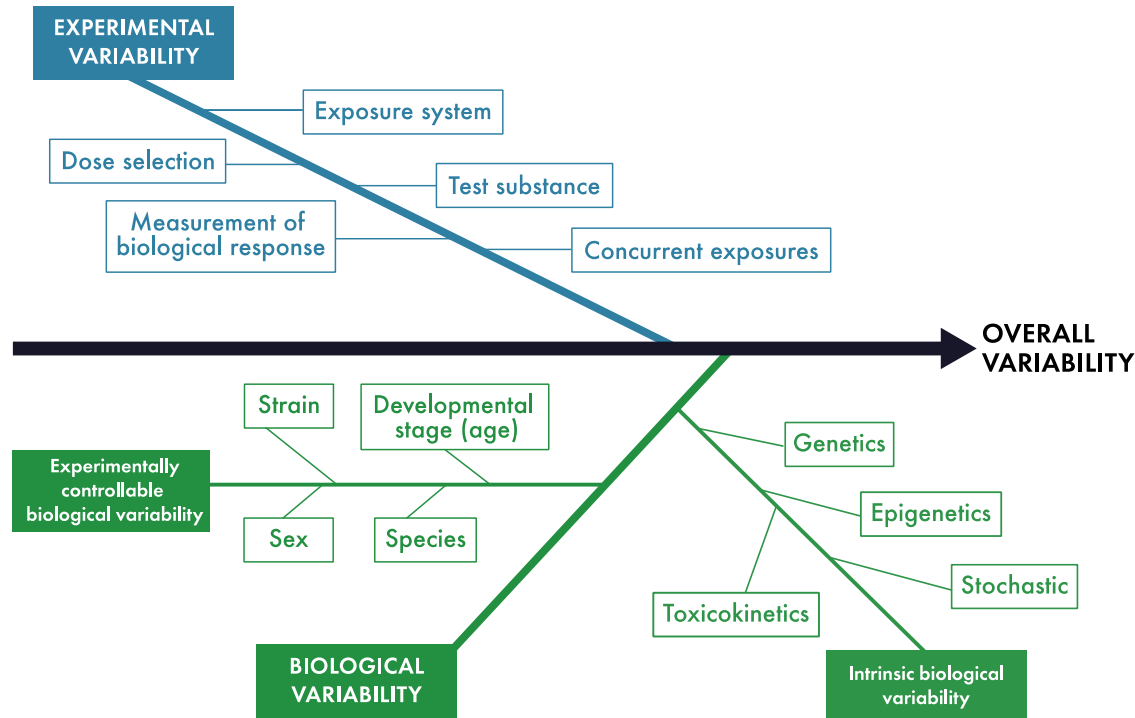 EXPERIMENTAL
VARIABILITY
Exposure system
Dose selection
Test substance
Measurement of
biological response
Concurrent exposures
OVERALL
VARIABILITY
Strain
Developmental
stage (age)
Genetics
Experimentally
controllable
biological variability
Epigenetics
Sex
Species
Stochastic
Toxicokinetics
BIOLOGICAL
VARIABILITY
Intrinsic biological
variability